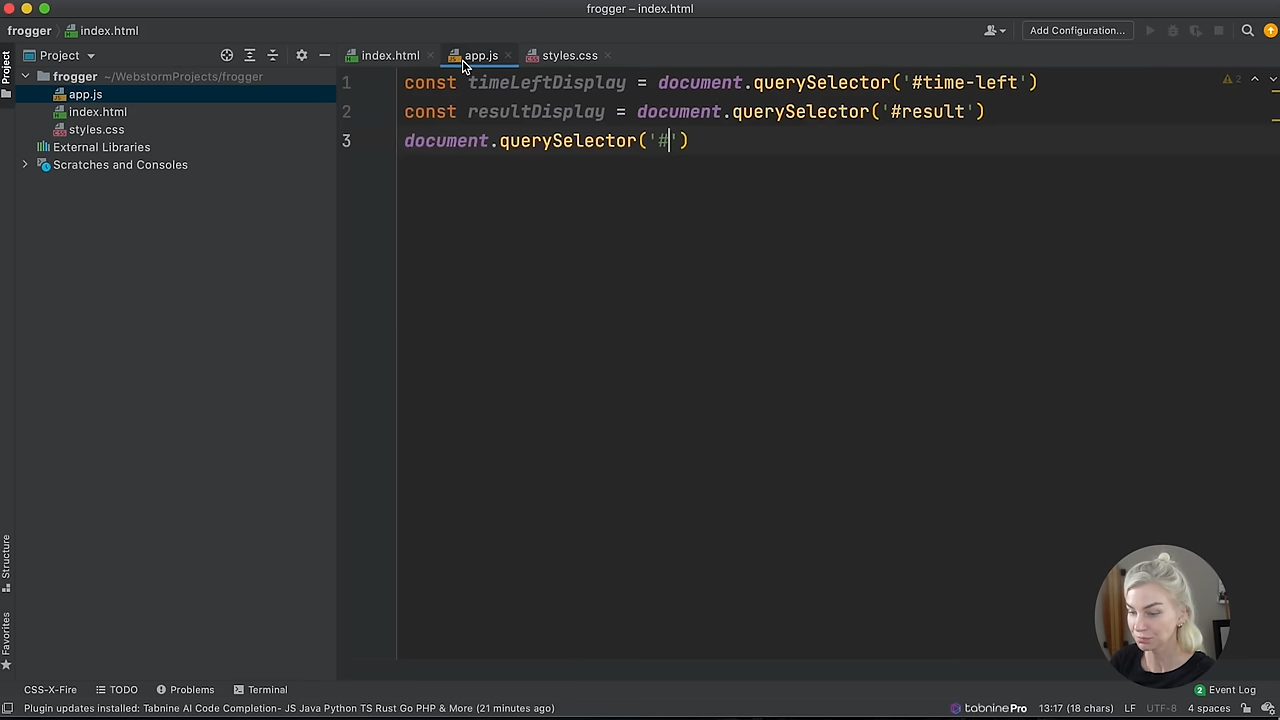 frogger – index.html
frogger
index.html
Add Configuration...
Project
Project
index.html
app.js
styles.css
frogger ~/WebstormProjects/frogger
app.js
index.html
styles.css
External Libraries
Scratches and Consoles
1 const timeLeftDisplay = document.querySelector('#time-left')
2 const resultDisplay = document.querySelector('#result')
3 document.querySelector('#')
2
Structure
Favorites
CSS-X-Fire
TODO
Problems
Terminal
2 Event Log
Plugin updates installed: Tabnine AI Code Completion- JS Java Python TS Rust Go PHP & More (21 minutes ago)
tabninePro
13:17 (18 chars)
LF
UTF-8
4 spaces